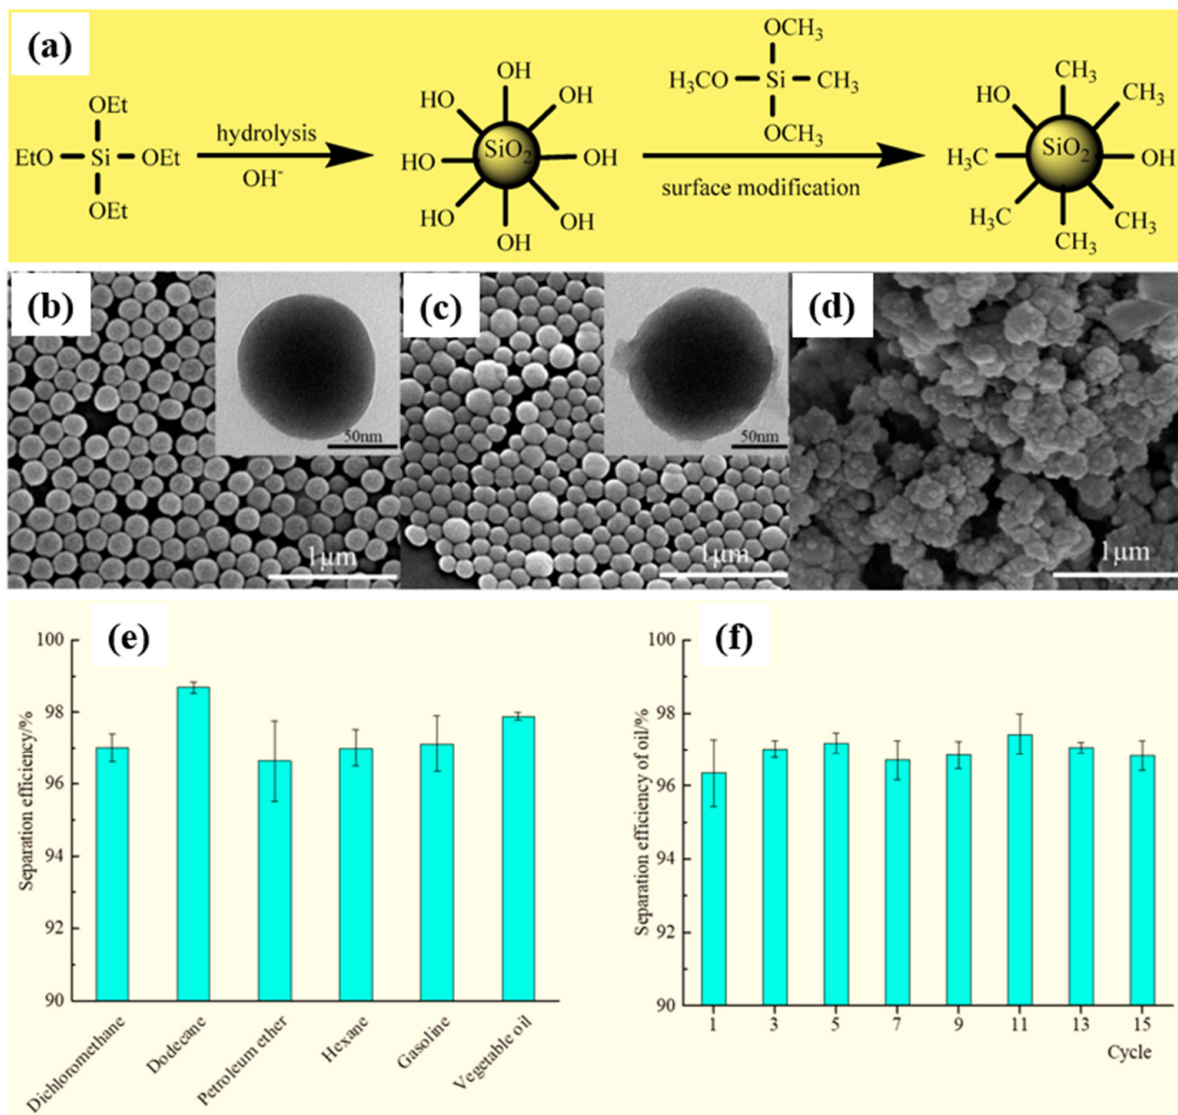 (a)
OEt
EtO Si OEt
OEt
hydrolysis
OH-
OH
HO OH
HO SiO2 OH
HO OH
OH
OCH3
H3CO Si CH3
OCH3
surface modification
CH3
HO CH3
H3C SiO2 OH
H3C CH3
CH3
(b)
50nm
1μm
(c)
50nm
1μm
(d)
1μm
(e)
Separation efficiency/%
100
98
96
94
92
90
Dichloromethane
Dodecane
Petroleum ether
Hexane
Gasoline
Vegetable oil
(f)
Separation efficiency of oil/%
100
98
96
94
92
90
1 3 5 7 9 11 13 15
Cycle